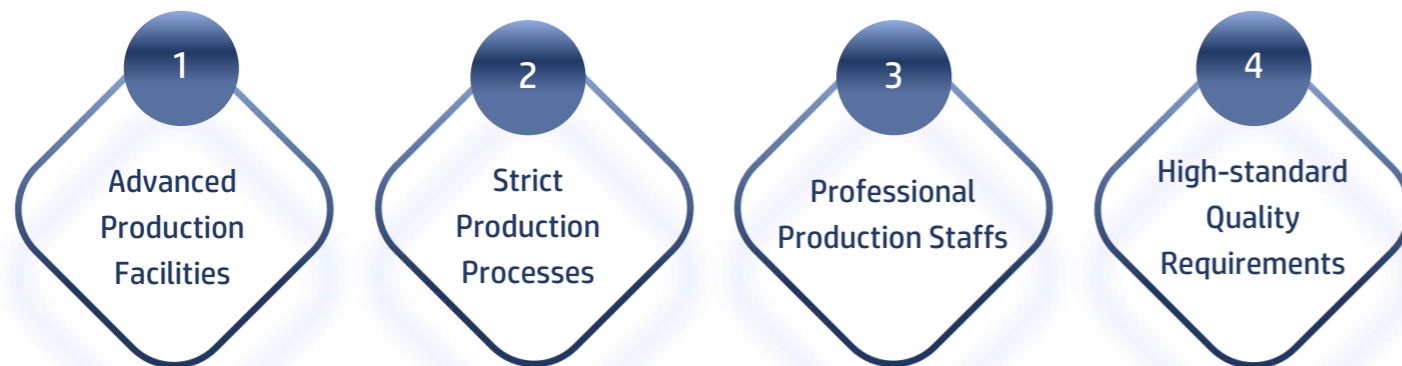 1
Advanced
Production
Facilities
2
Strict
Production
Processes
3
Professional
Production Staffs
4
High-standard
Quality
Requirements